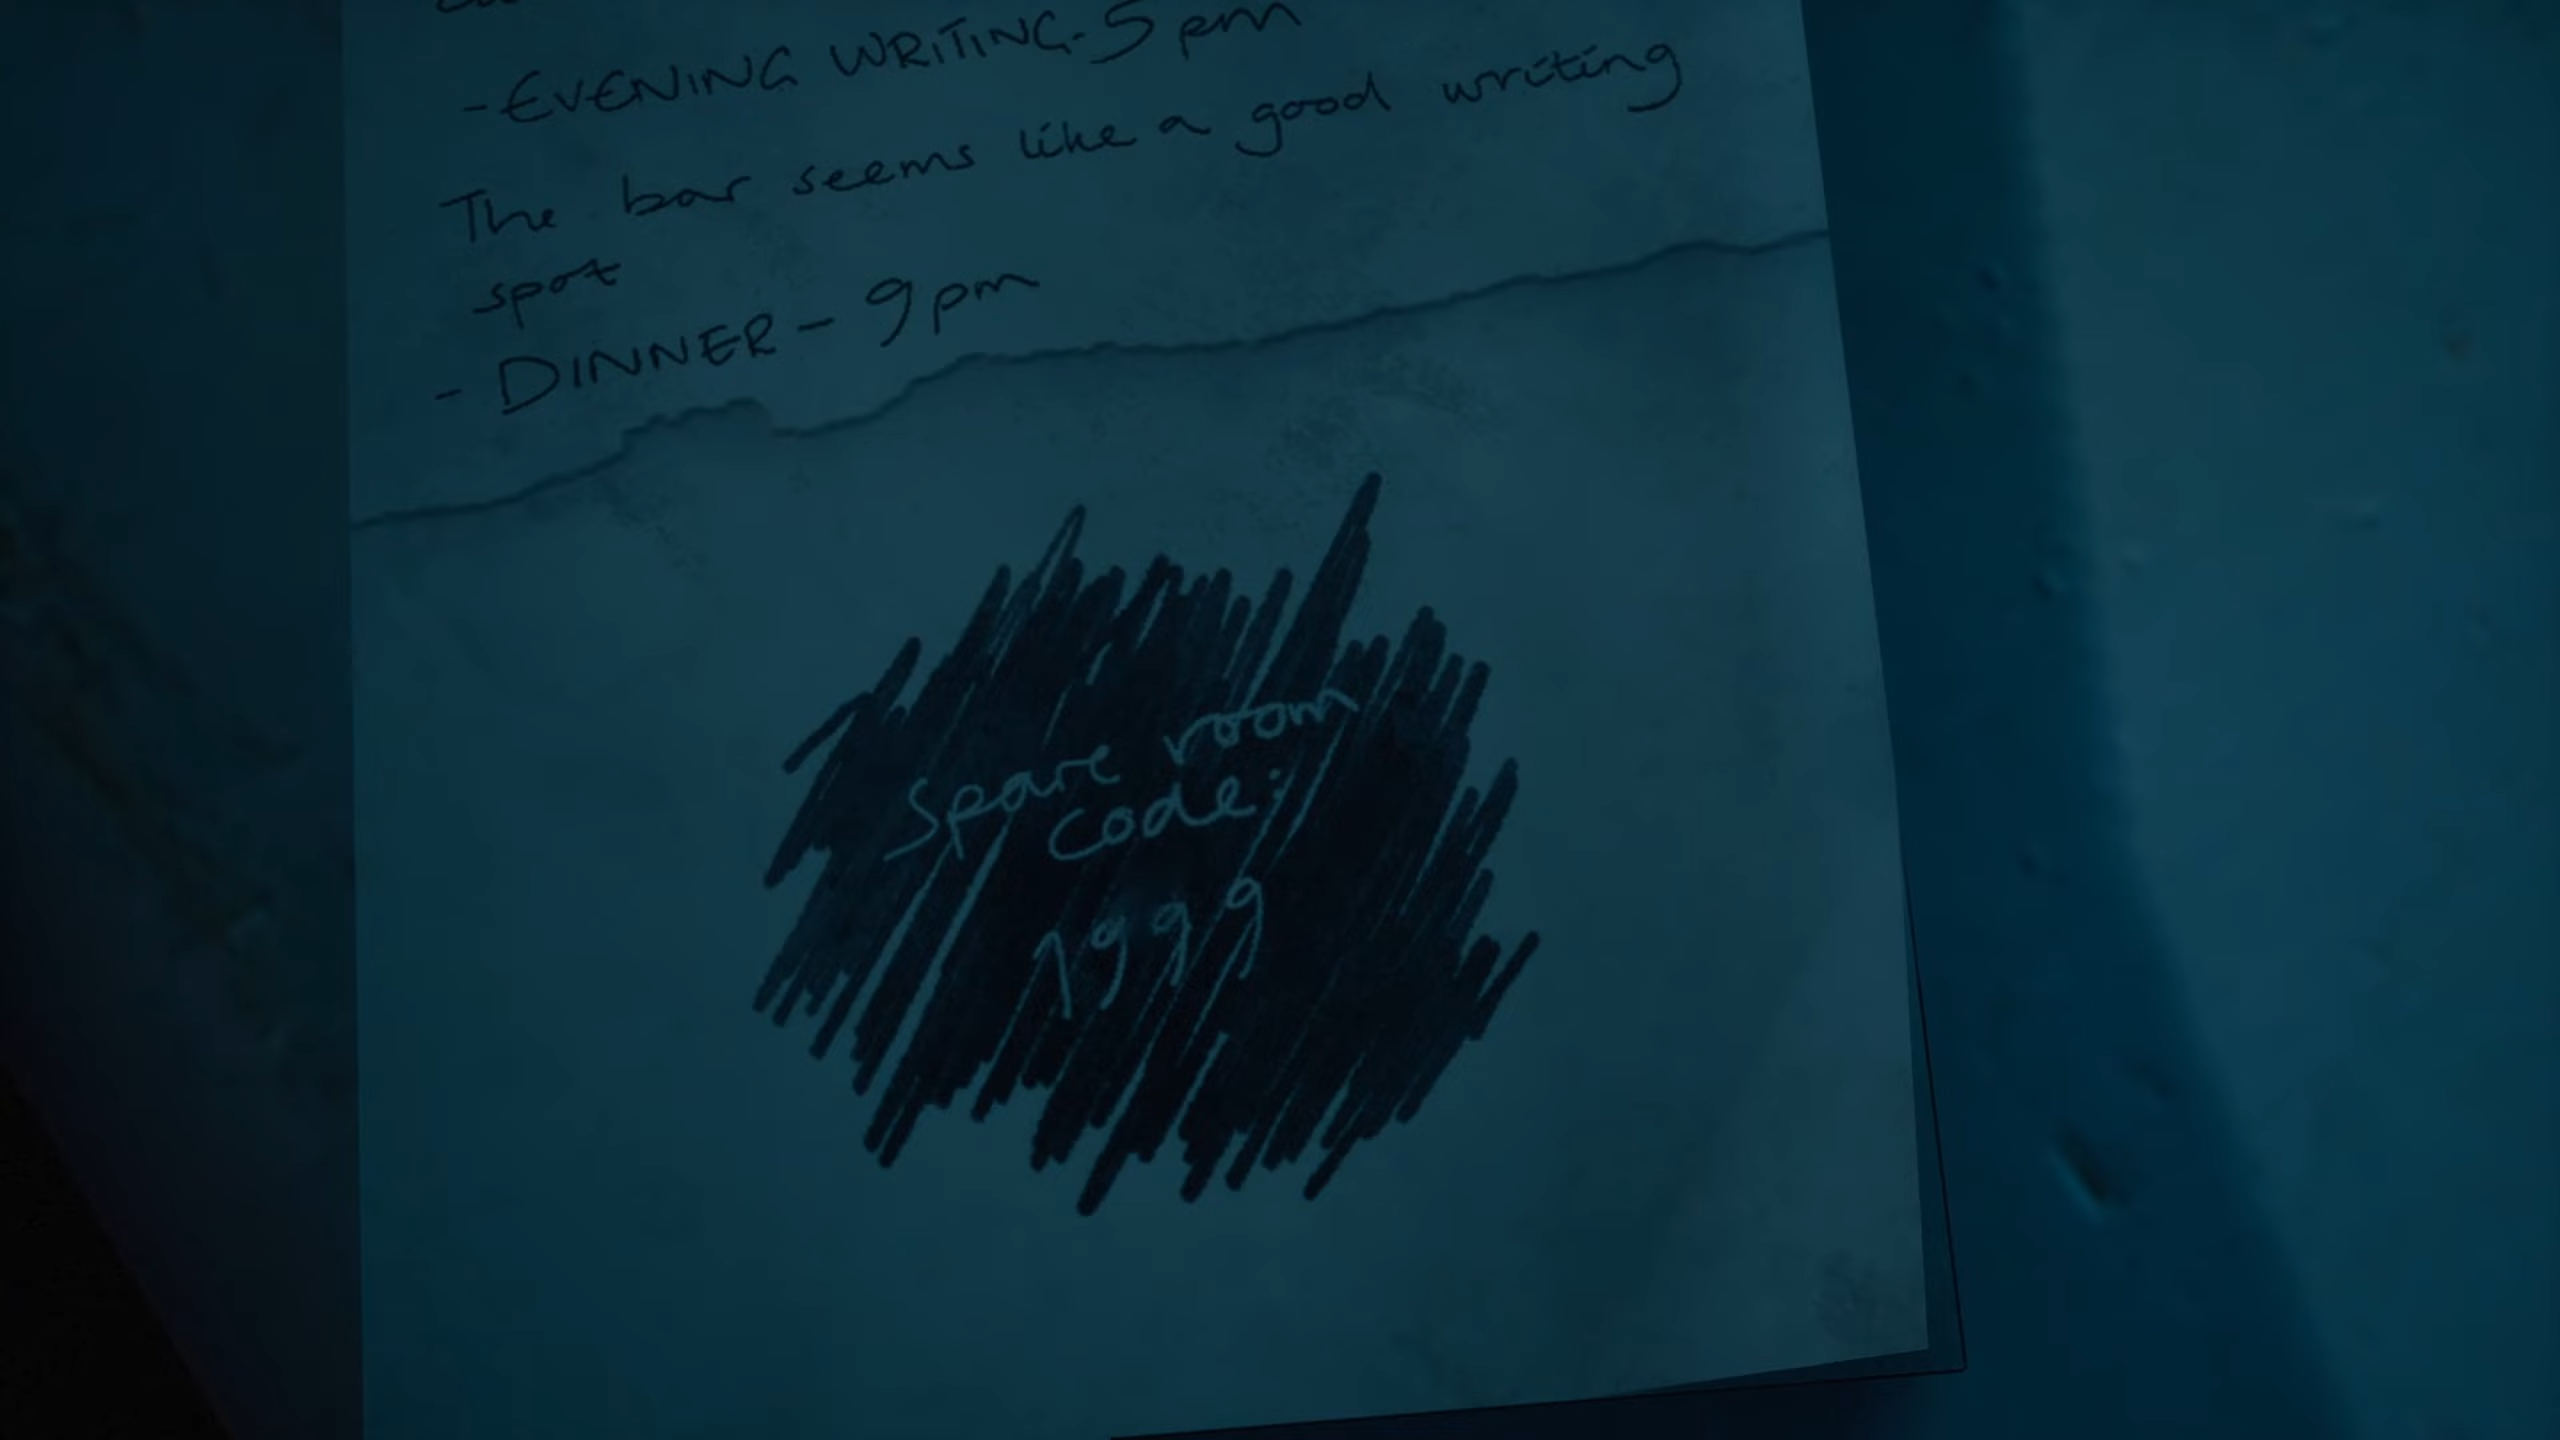 - EVENING WRITING - 5pm
The bar seems like a good writing
spot
- DINNER - 9pm
Spare room
code:
1999